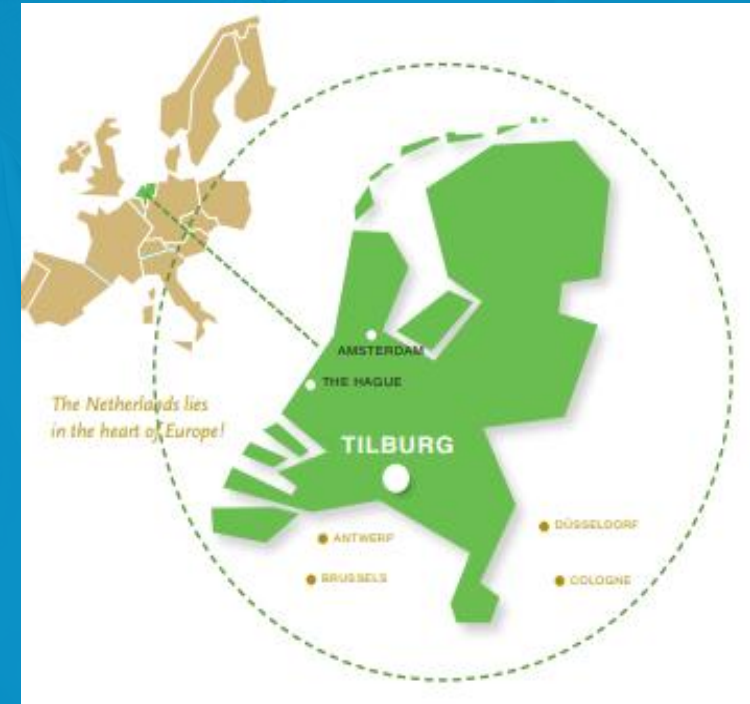 AMSTERDAM
THE HAGUE
The Netherlands lies
in the heart of Europe!
TILBURG
DÜSSELDORF
ANTWERP
BRUSSELS
COLOGNE